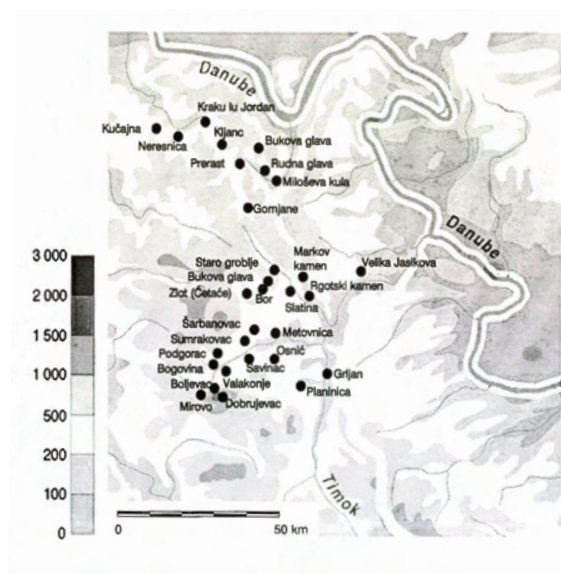 Danube
Kraku lu Jordan
Kučajna
Kljanc
Neresnica
Bukova glava
Prerast
Rudna glava
Miloševa kula
Gornjane
Danube
Staro groblje
Markov
kamen
Velika Jasikova
Bukova glava
Rgotski kamen
Zlot (Četaće)
Bor
Slatina
Šarbanovac
Metovnica
Sumrakovac
Osnić
Podgorac
Savinac
Bogovina
Grljan
Valakonje
Boljevac
Planinica
Mirovo
Dobrujevac
Timok
3 000
2 000
1 500
1 000
500
200
100
0
0
50 km